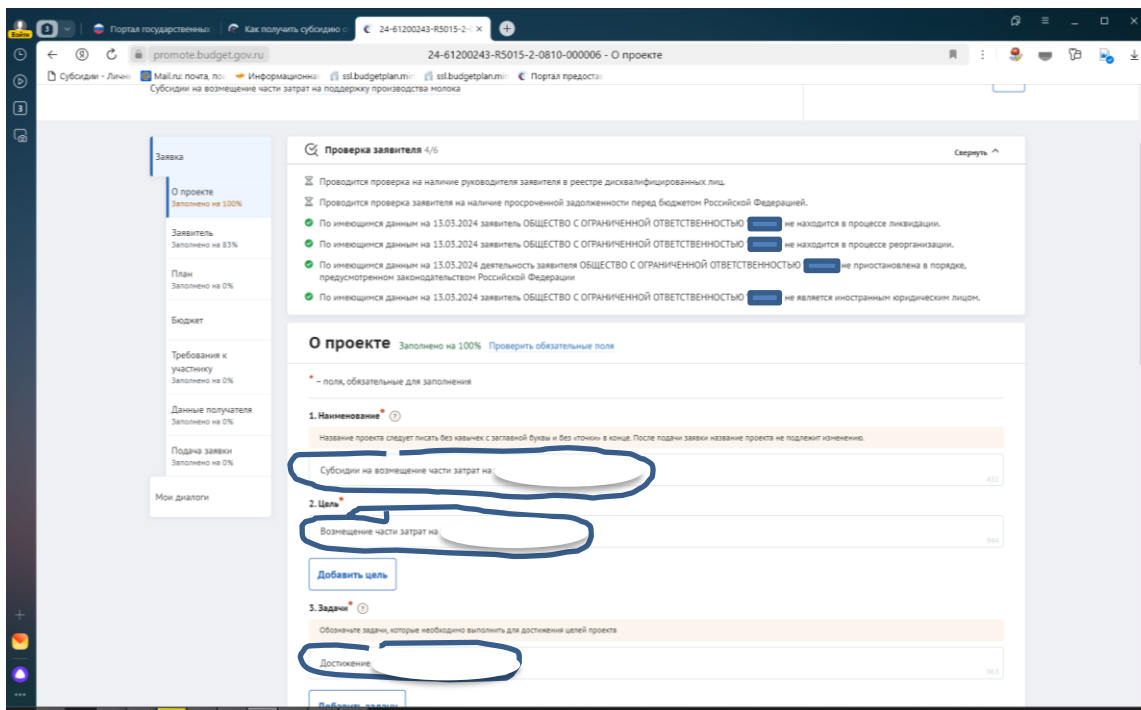 Войти
3
Портал государственных
Как получить субсидию о
24-61200243-R5015-2-
promote.budget.gov.ru
24-61200243-R5015-2-0810-000006 - О проекте
Субсидии - Личн
Mail.ru: почта, по
Информационна
ssl.budgetplan.min
ssl.budgetplan.min
Портал предоста
Субсидии на возмещение части затрат на поддержку производства молока
3
Заявка
О проекте
Заполнено на 100%
Заявитель
Заполнено на 83%
План
Заполнено на 0%
Бюджет
Требования к
участнику
Заполнено на 0%
Данные получателя
Заполнено на 0%
Подача заявки
Заполнено на 0%
Мои диалоги
Проверка заявителя 4/6
Свернуть
Проводится проверка на наличие руководителя заявителя в реестре дисквалифицированных лиц.
Проводится проверка заявителя на наличие просроченной задолженности перед бюджетом Российской Федерацией.
По имеющимся данным на 13.03.2024 заявитель ОБЩЕСТВО С ОГРАНИЧЕННОЙ ОТВЕТСТВЕННОСТЬЮ не находится в процессе ликвидации.
По имеющимся данным на 13.03.2024 заявитель ОБЩЕСТВО С ОГРАНИЧЕННОЙ ОТВЕТСТВЕННОСТЬЮ не находится в процессе реорганизации.
По имеющимся данным на 13.03.2024 деятельность заявителя ОБЩЕСТВО С ОГРАНИЧЕННОЙ ОТВЕТСТВЕННОСТЬЮ не приостановлена в порядке,
предусмотренном законодательством Российской Федерации
По имеющимся данным на 13.03.2024 заявитель ОБЩЕСТВО С ОГРАНИЧЕННОЙ ОТВЕТСТВЕННОСТЬЮ не является иностранным юридическим лицом.
О проекте Заполнено на 100% Проверить обязательные поля
* – поля, обязательные для заполнения
1. Наименование* ?
Название проекта следует писать без кавычек с заглавной буквы и без «точки» в конце. После подачи заявки название проекта не подлежит изменению.
Субсидии на возмещение части затрат на
432
2. Цель*
Возмещение части затрат на
944
Добавить цель
3. Задачи* ?
Обозначьте задачи, которые необходимо выполнить для достижения целей проекта
Достижение
963
Добавить задачу